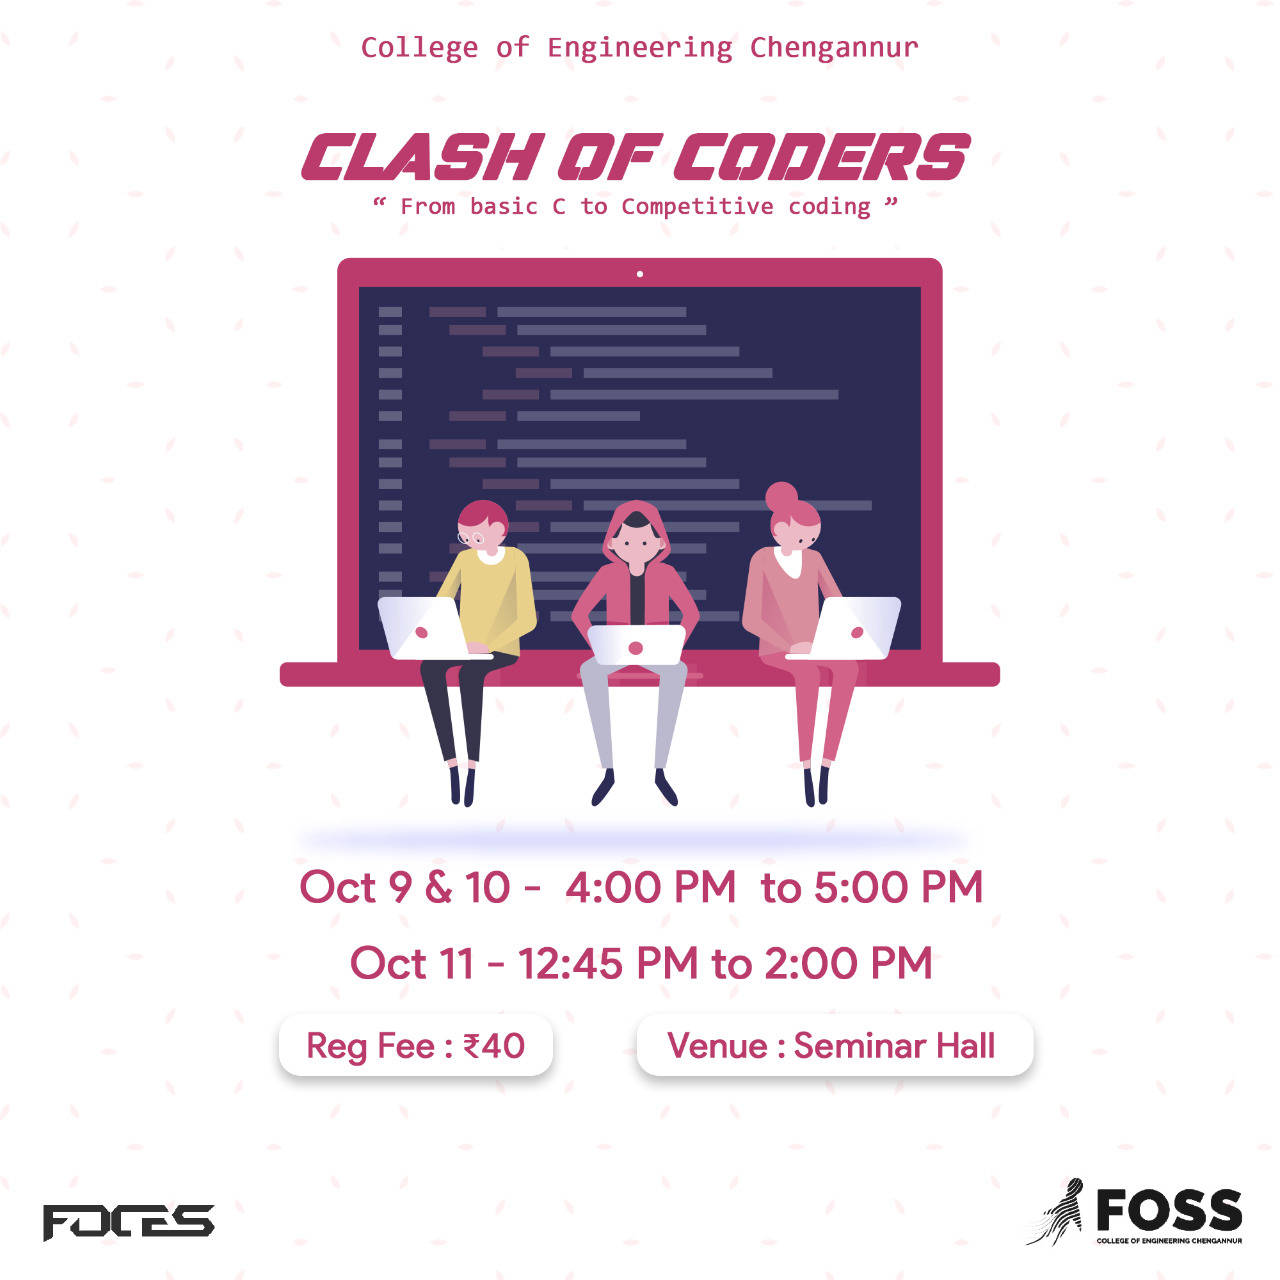 College of Engineering Chengannur
CLASH OF CODERS
“ From basic C to Competitive coding ”
Oct 9 & 10 - 4:00 PM to 5:00 PM
Oct 11 - 12:45 PM to 2:00 PM
Reg Fee : ₹40
Venue : Seminar Hall
FOCES
FOSS
COLLEGE OF ENGINEERING CHENGANNUR